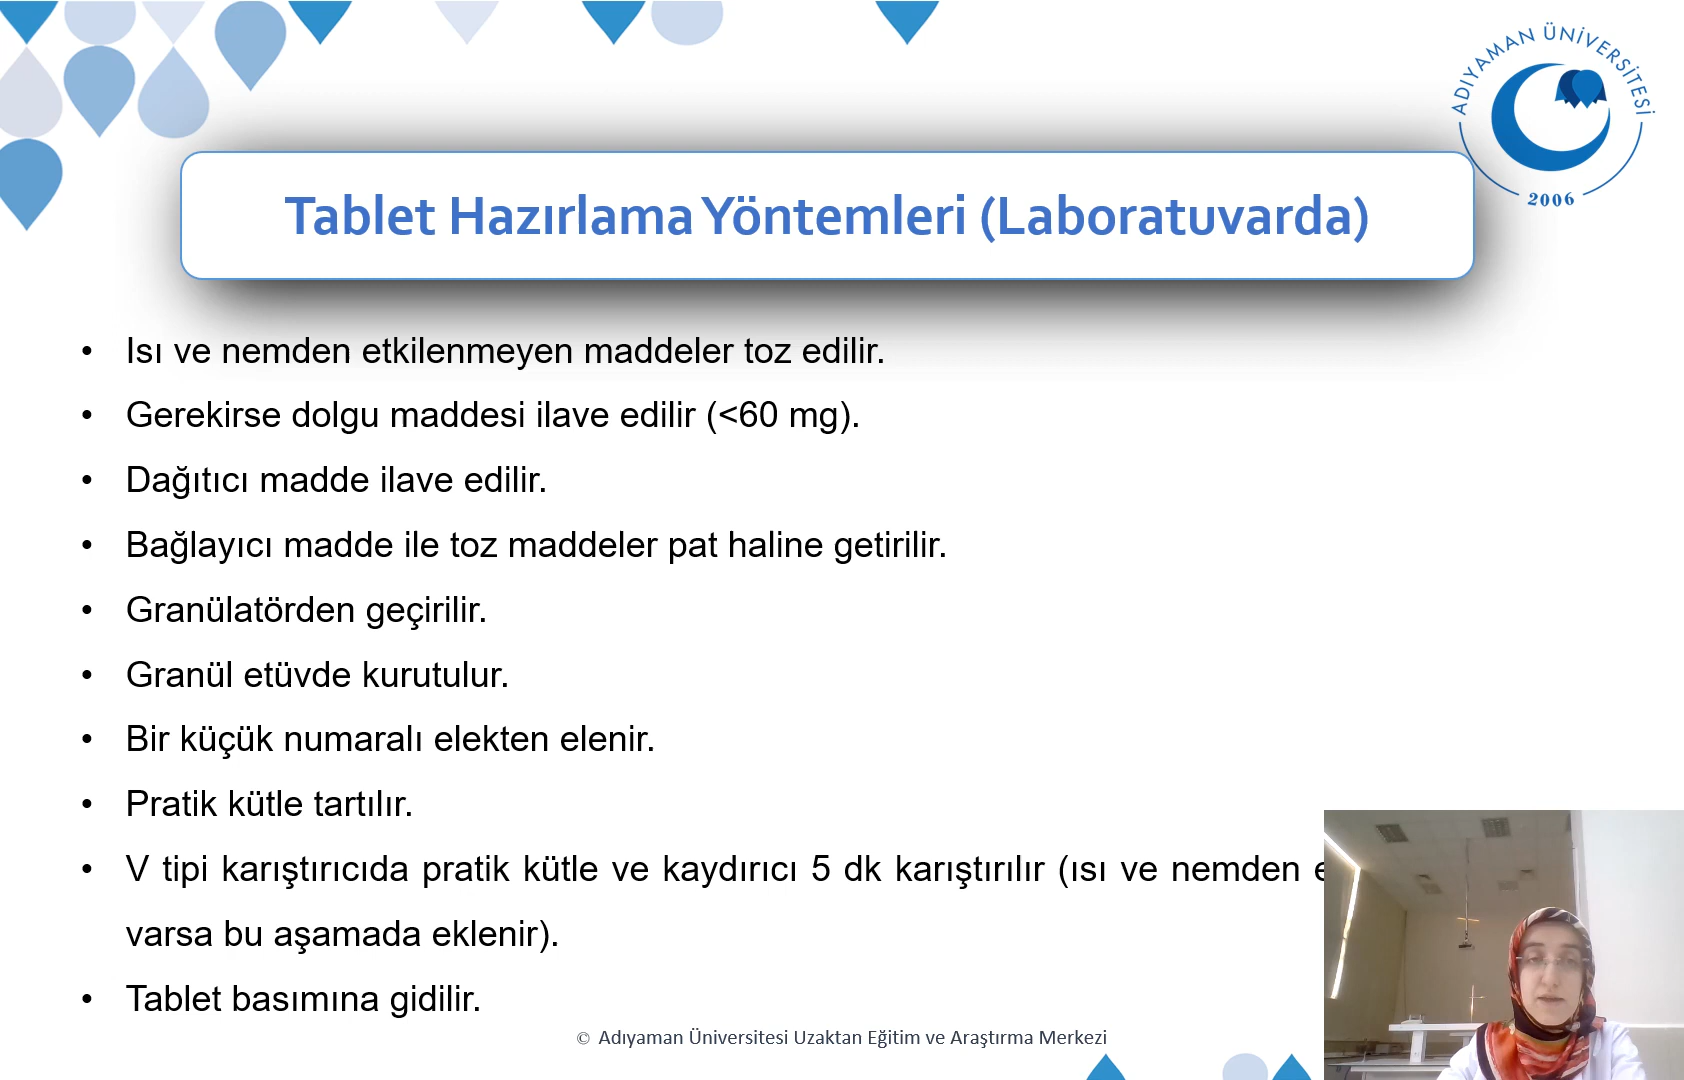 ADIYAMAN ÜNİVERSİTESİ
2006
Tablet Hazırlama Yöntemleri (Laboratuvarda)
• Isı ve nemden etkilenmeyen maddeler toz edilir.
• Gerekirse dolgu maddesi ilave edilir (<60 mg).
• Dağıtıcı madde ilave edilir.
• Bağlayıcı madde ile toz maddeler pat haline getirilir.
• Granülatörden geçirilir.
• Granül etüvde kurutulur.
• Bir küçük numaralı elekten elenir.
• Pratik kütle tartılır.
• V tipi karıştırıcıda pratik kütle ve kaydırıcı 5 dk karıştırılır (ısı ve nemden
varsa bu aşamada eklenir).
• Tablet basımına gidilir.
© Adıyaman Üniversitesi Uzaktan Eğitim ve Araştırma Merkezi